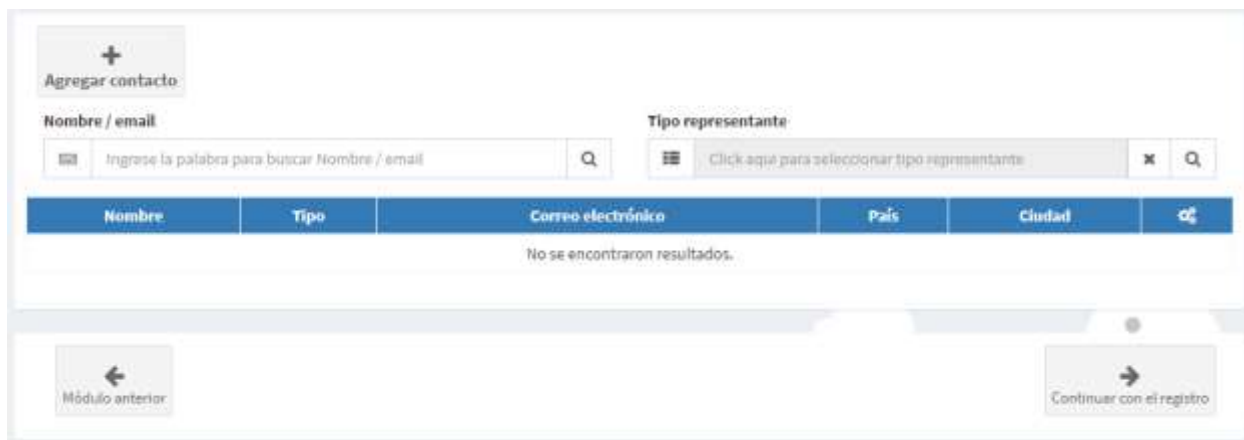 Agregar contacto
Nombre / email
Tipo representante
Ingrese la palabra para buscar Nombre / email
Click aqui para seleccionar tipo representante
Nombre Tipo Correo electrónico País Ciudad
No se encontraron resultados.
Módulo anterior
Continuar con el registro